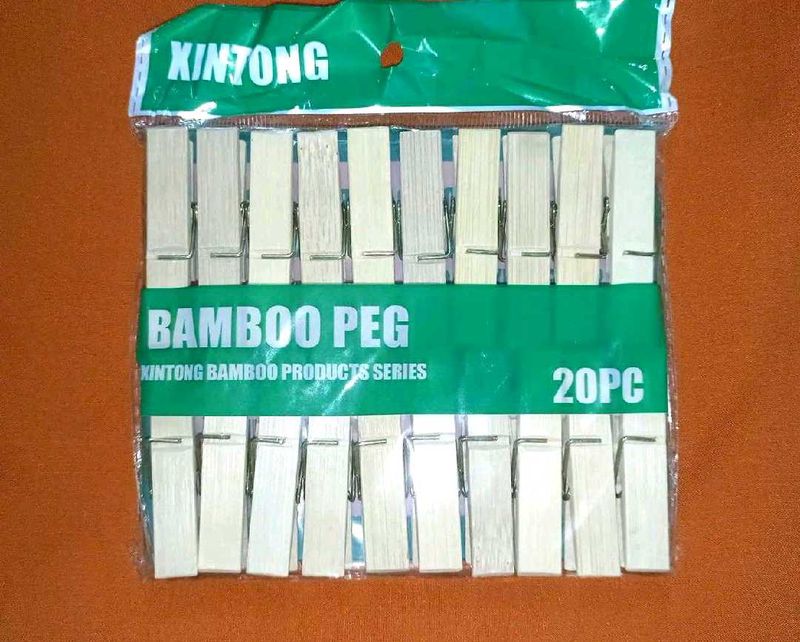 XINTONG
BAMBOO PEG
XINTONG BAMBOO PRODUCTS SERIES
20PC